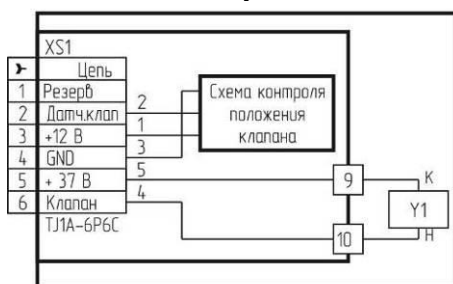 XS1
Цепь
1 Резерв
2 Датч.клап
3 +12 В
4 GND
5 + 37 В
6 Клапан
TJ1A-6P6C
2
1
3
5
4
Схема контроля
положения
клапана
9
10
К
Y1
Н